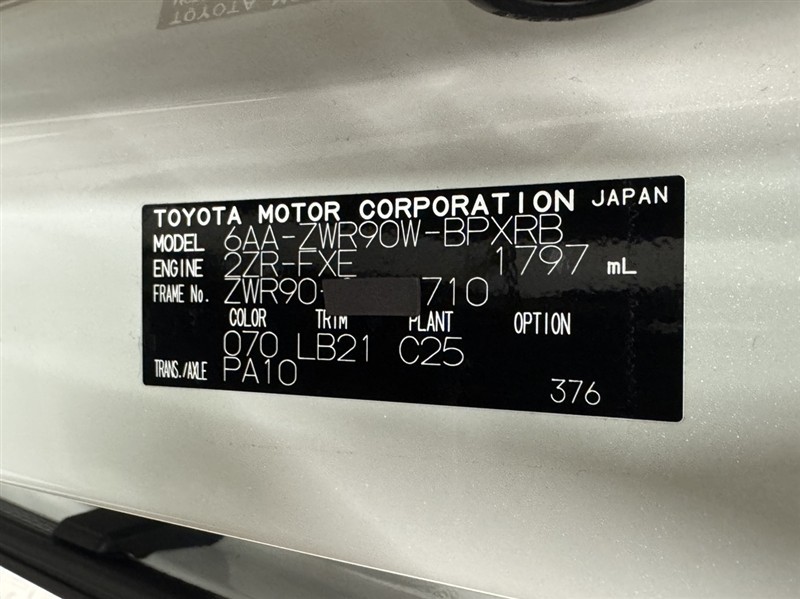 TOYOTA MOTOR CORPORATION JAPAN
MODEL 6AA-ZWR90W-BPXRB
ENGINE 2ZR-FXE 1797 mL
FRAME No. ZWR90- 710
COLOR TRIM PLANT OPTION
070 LB21 C25
TRANS./AXLE PA10
376